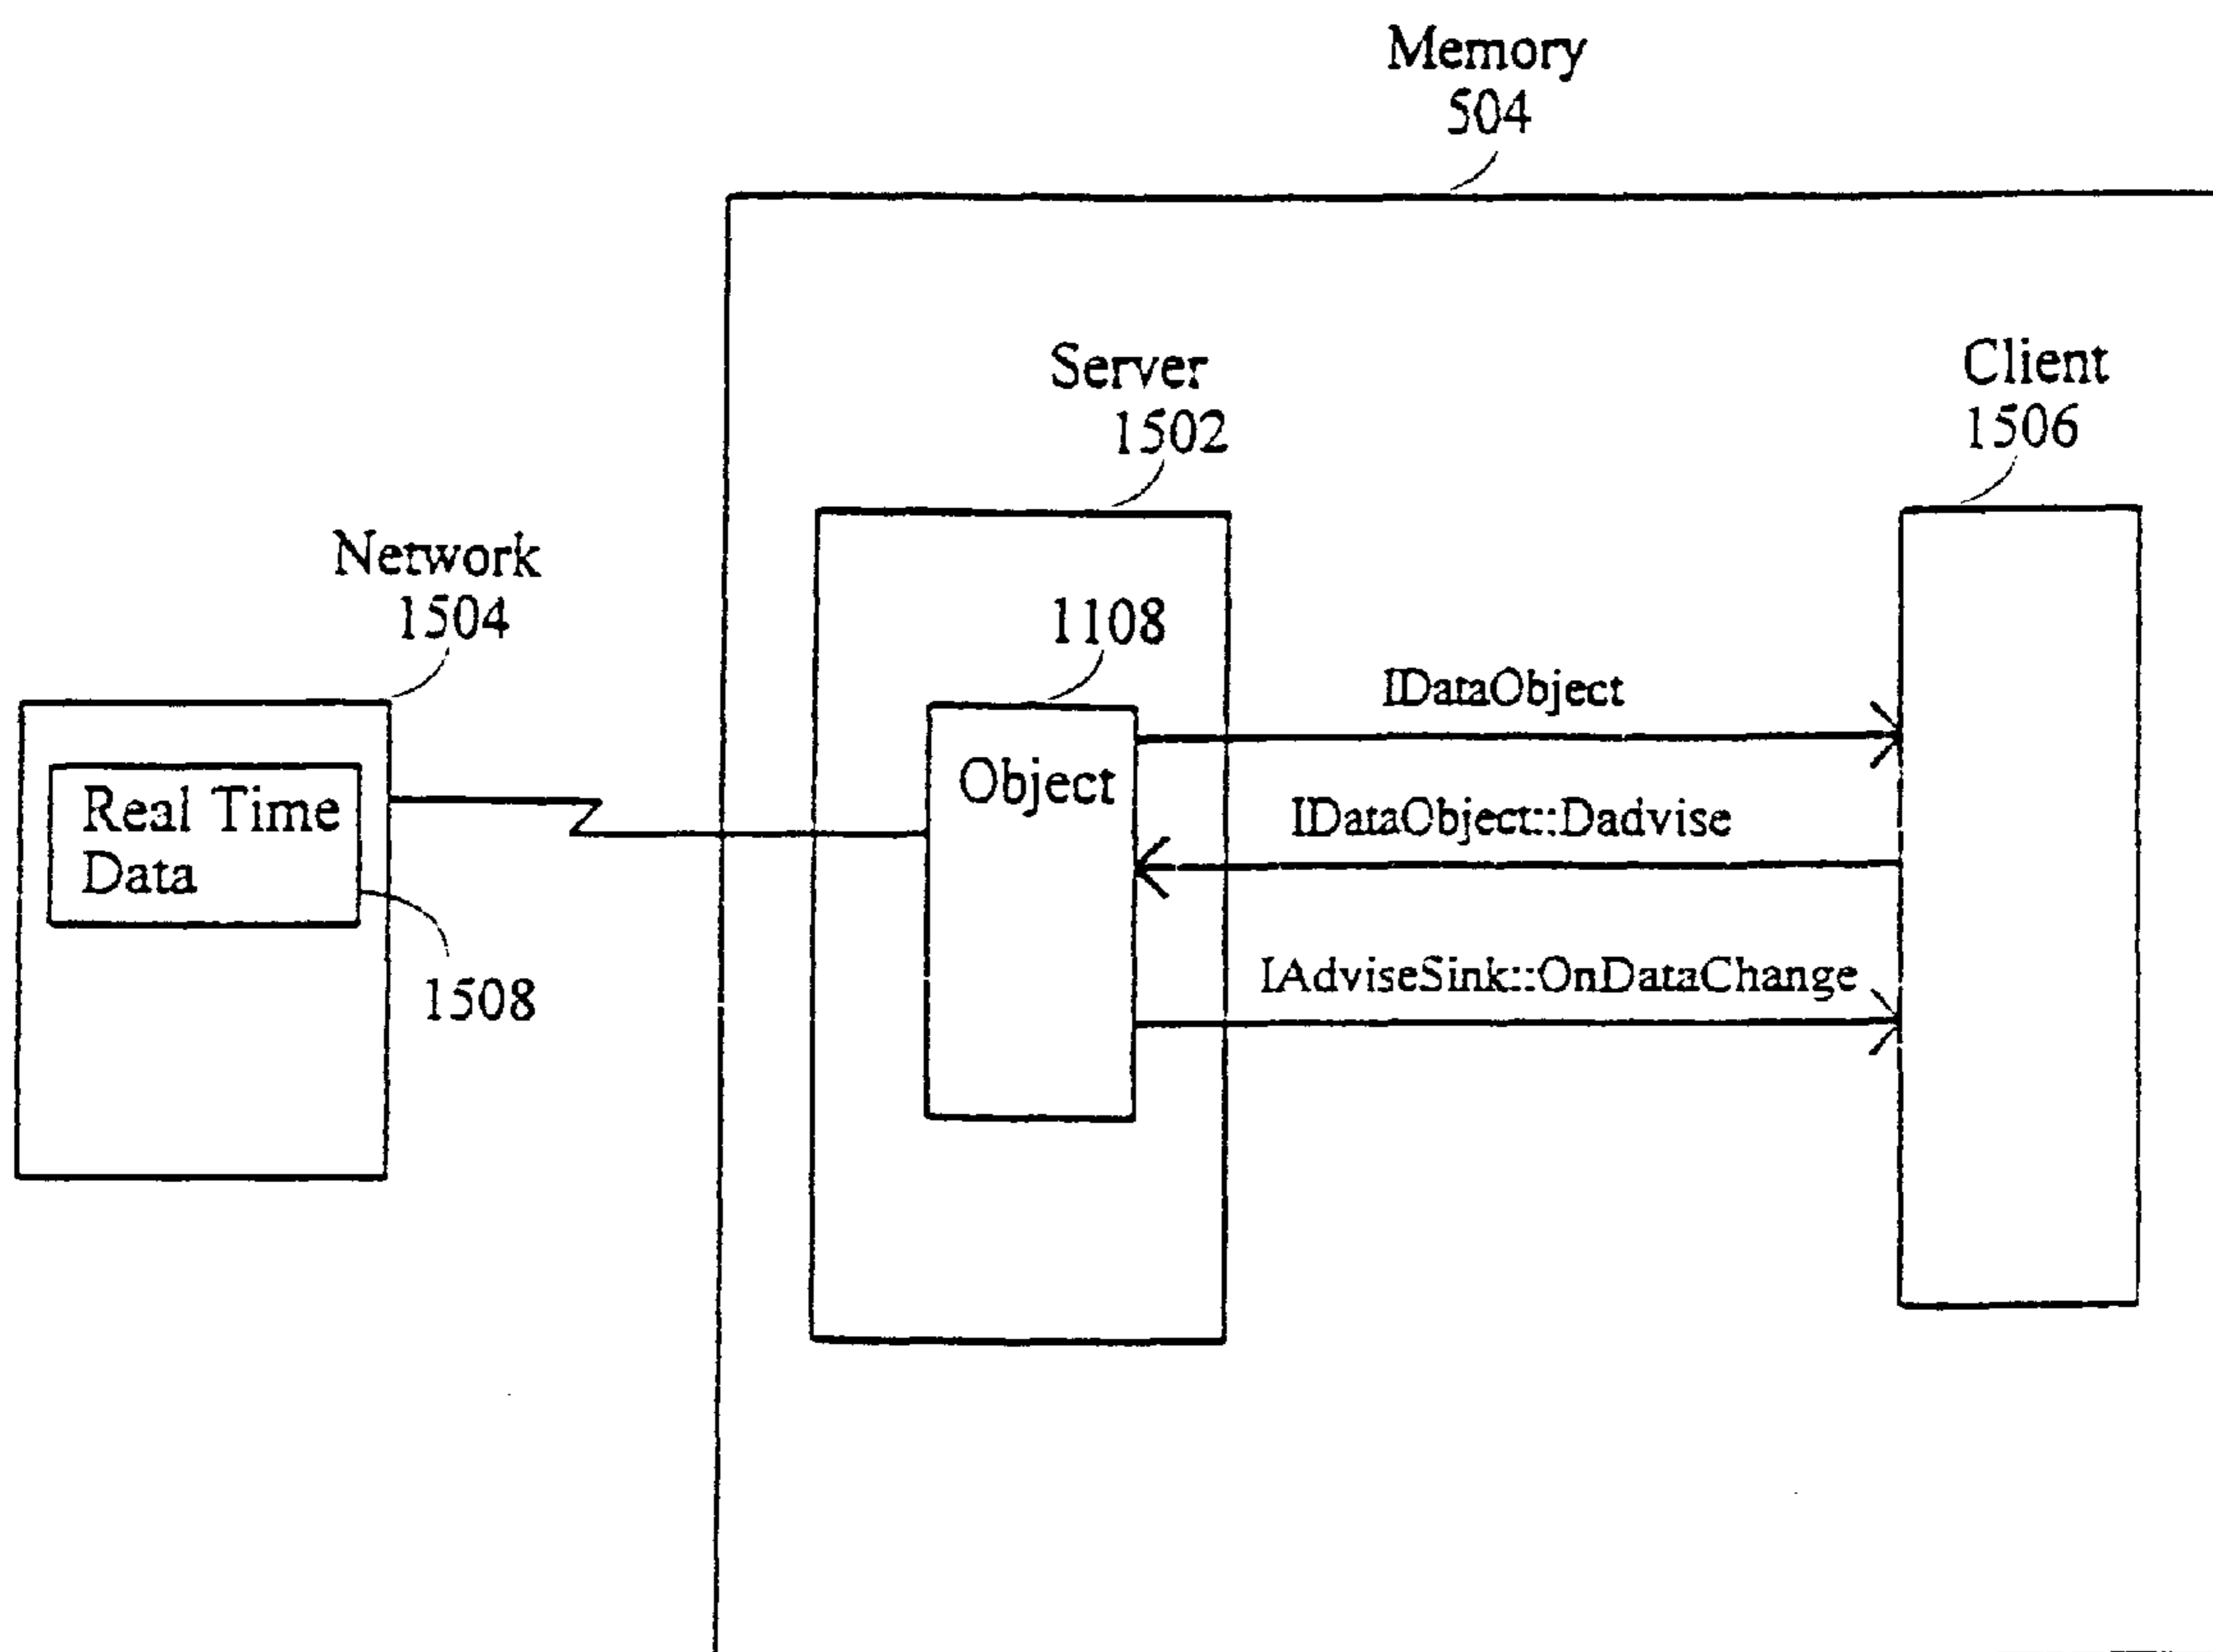 Memory
504
Server
1502
Client
1506
Network
1504
1108
IDataObject
Object
Real Time
Data
IDataObject::Dadvise
IAdviseSink::OnDataChange
1508